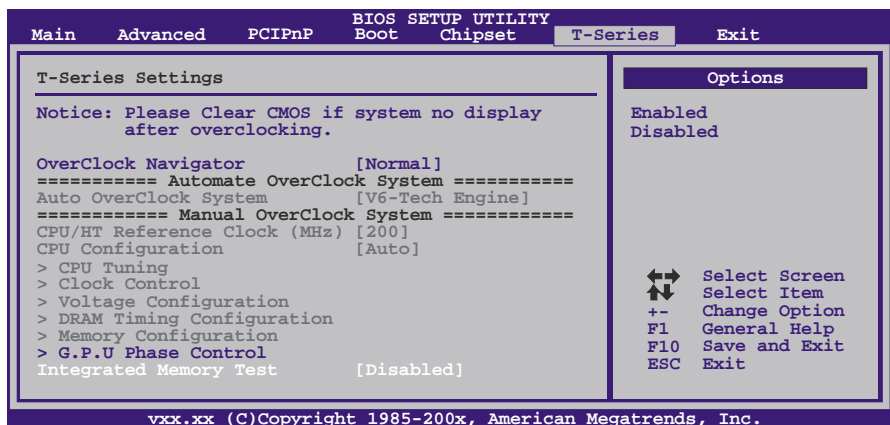 BIOS SETUP UTILITY
Main Advanced PCIPnP Boot Chipset T-Series Exit
T-Series Settings
Notice: Please Clear CMOS if system no display
after overclocking.
OverClock Navigator [Normal]
=========== Automate OverClock System ===========
Auto OverClock System [V6-Tech Engine]
============ Manual OverClock System ============
CPU/HT Reference Clock (MHz) [200]
CPU Configuration [Auto]
> CPU Tuning
> Clock Control
> Voltage Configuration
> DRAM Timing Configuration
> Memory Configuration
> G.P.U Phase Control
Integrated Memory Test [Disabled]
Options
Enabled
Disabled
Select Screen
Select Item
+- Change Option
F1 General Help
F10 Save and Exit
ESC Exit
vxx.xx (C)Copyright 1985-200x, American Megatrends, Inc.